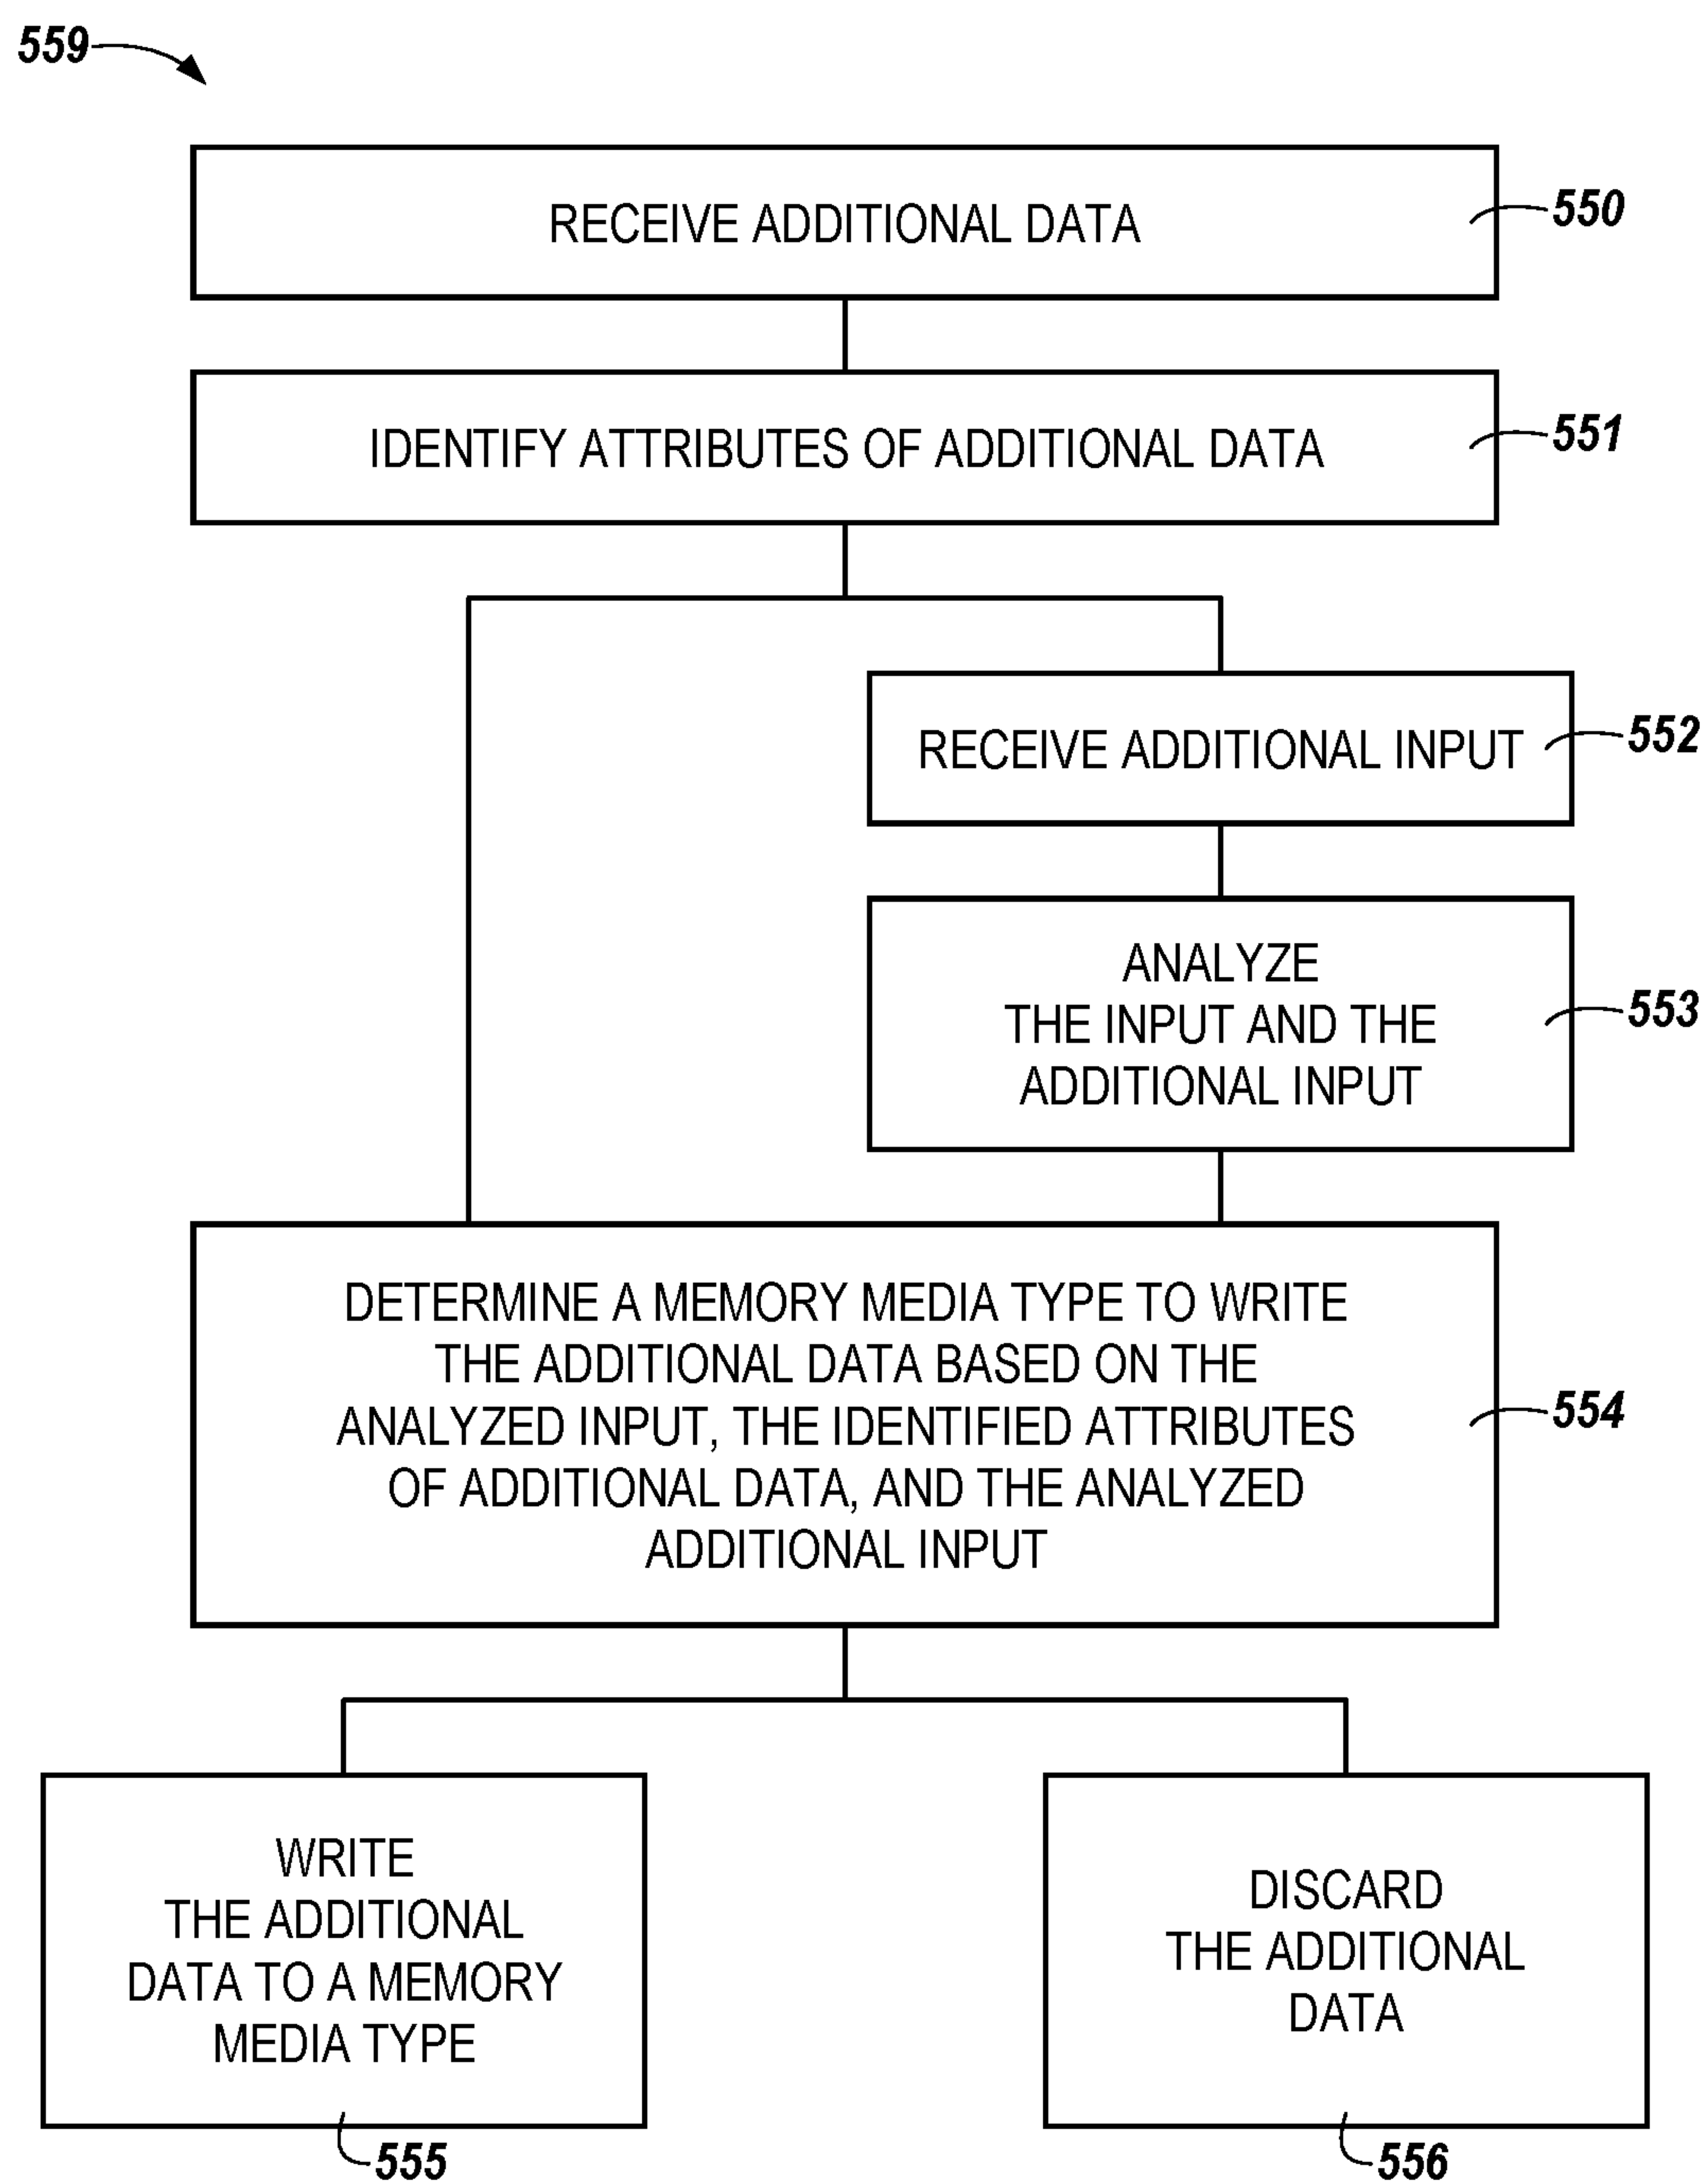 559
RECEIVE ADDITIONAL DATA
550
IDENTIFY ATTRIBUTES OF ADDITIONAL DATA
551
RECEIVE ADDITIONAL INPUT
552
ANALYZE
THE INPUT AND THE
ADDITIONAL INPUT
553
DETERMINE A MEMORY MEDIA TYPE TO WRITE
THE ADDITIONAL DATA BASED ON THE
ANALYZED INPUT, THE IDENTIFIED ATTRIBUTES
OF ADDITIONAL DATA, AND THE ANALYZED
ADDITIONAL INPUT
554
WRITE
THE ADDITIONAL
DATA TO A MEMORY
MEDIA TYPE
555
DISCARD
THE ADDITIONAL
DATA
556